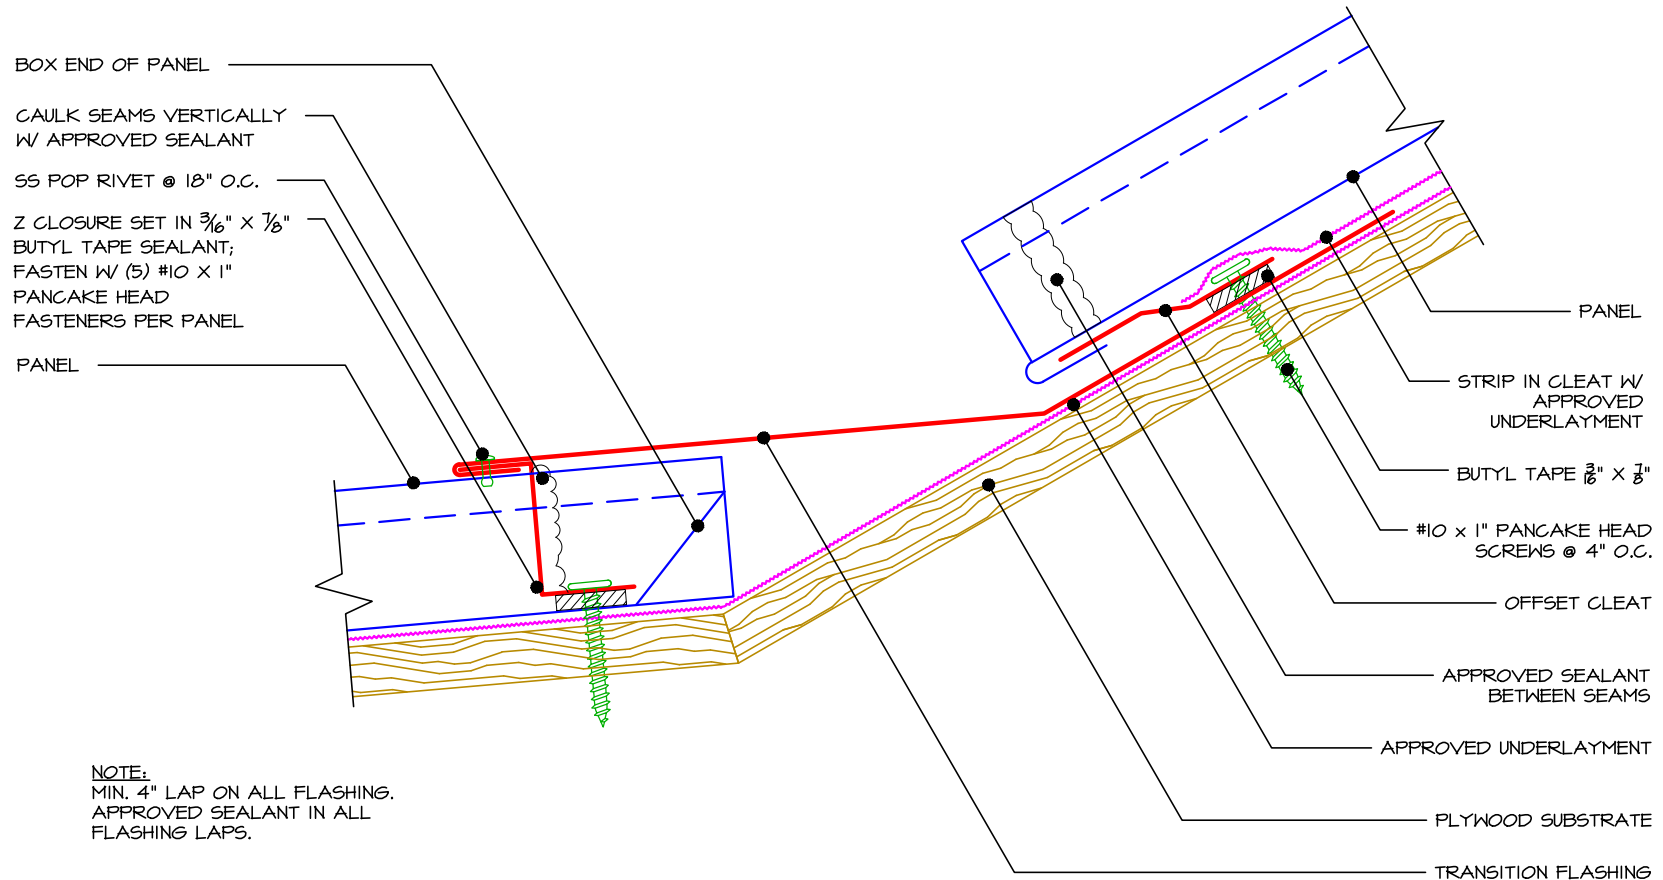 BOX END OF PANEL
CAULK SEAMS VERTICALLY
W/ APPROVED SEALANT
SS POP RIVET @ 18" O.C.
Z CLOSURE SET IN 3/16" X 7/8"
BUTYL TAPE SEALANT;
FASTEN W/ (5) #10 X 1"
PANCAKE HEAD
FASTENERS PER PANEL
PANEL
PANEL
STRIP IN CLEAT W/
APPROVED
UNDERLAYMENT
BUTYL TAPE 3/16" X 7/8"
#10 x 1" PANCAKE HEAD
SCREWS @ 4" O.C.
OFFSET CLEAT
APPROVED SEALANT
BETWEEN SEAMS
APPROVED UNDERLAYMENT
PLYWOOD SUBSTRATE
TRANSITION FLASHING
NOTE:
MIN. 4" LAP ON ALL FLASHING.
APPROVED SEALANT IN ALL
FLASHING LAPS.